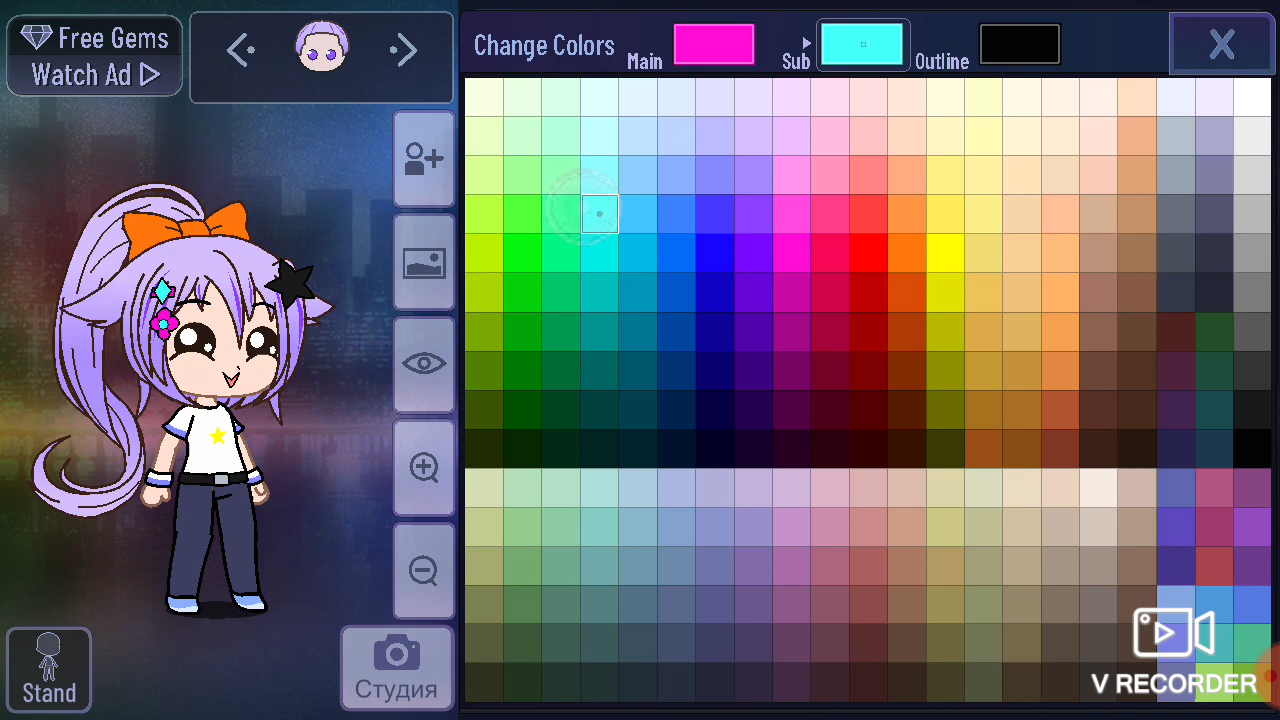 Free Gems
Watch Ad
Change Colors
Main
Sub
Outline
X
Stand
Студия
V RECORDER